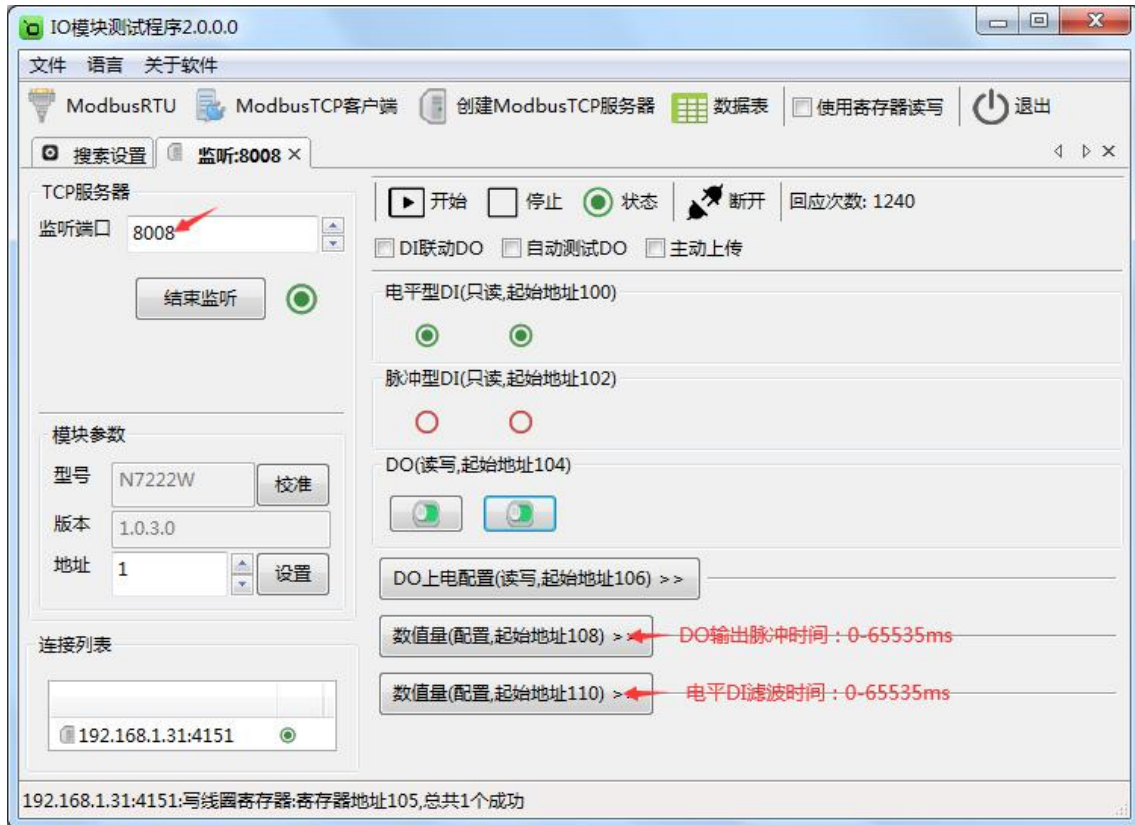 IO模块测试程序2.0.0.0
文件 语言 关于软件
ModbusRTU ModbusTCP客户端 创建ModbusTCP服务器 数据表 使用寄存器读写 退出
搜素设置 监听:8008
TCP服务器
监听端口 8008
结束监听
开始 停止 状态 断开 回应次数: 1240
DI联动DO 自动测试DO 主动上传
电平型DI(只读,起始地址100)
脉冲型DI(只读,起始地址102)
DO(读写,起始地址104)
模块参数
型号 N7222W 校准
版本 1.0.3.0
地址 1 设置
DO上电配置(读写,起始地址106) >>
数值量(配置,起始地址108) >> DO输出脉冲时间：0-65535ms
数值量(配置,起始地址110) >> 电平DI滤波时间：0-65535ms
连接列表
192.168.1.31:4151
192.168.1.31:4151:写线圈寄存器:寄存器地址105,总共1个成功